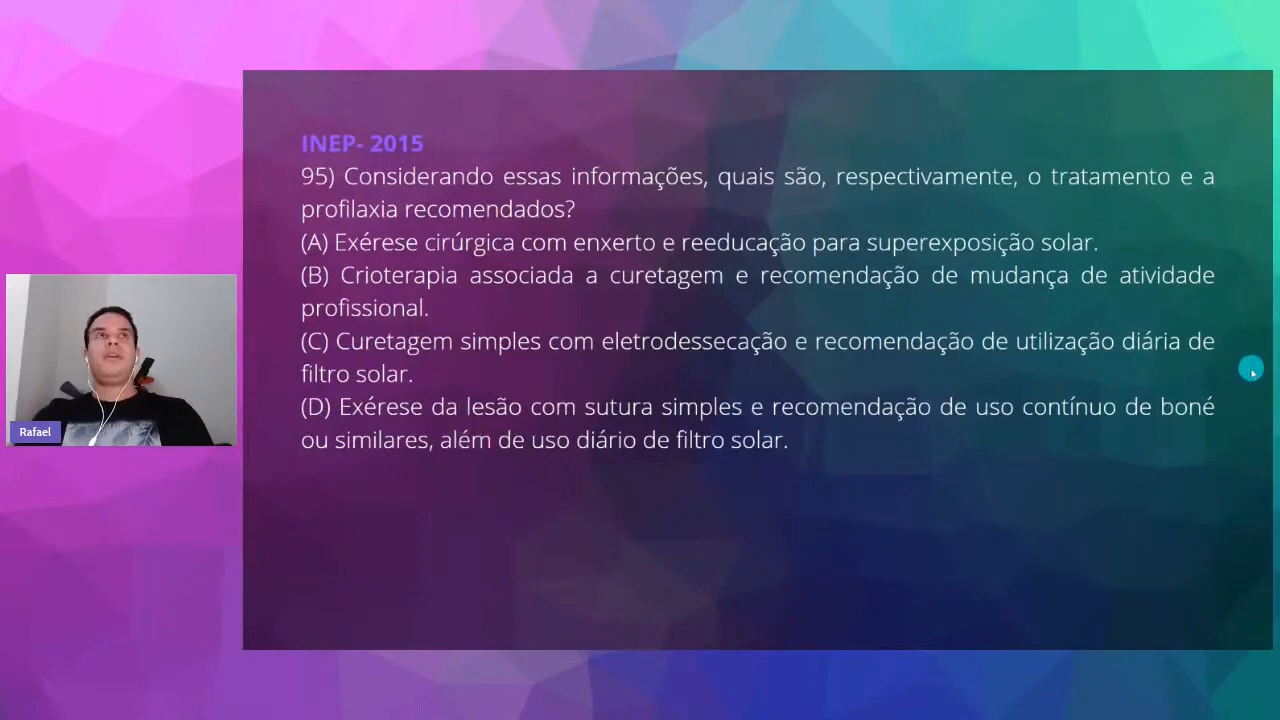 INEP- 2015
95) Considerando essas informações, quais são, respectivamente, o tratamento e a
profilaxia recomendados?
(A) Exérese cirúrgica com enxerto e reeducação para superexposição solar.
(B) Crioterapia associada a curetagem e recomendação de mudança de atividade
profissional.
(C) Curetagem simples com eletrodessecação e recomendação de utilização diária de
filtro solar.
(D) Exérese da lesão com sutura simples e recomendação de uso contínuo de boné
ou similares, além de uso diário de filtro solar.
Rafael